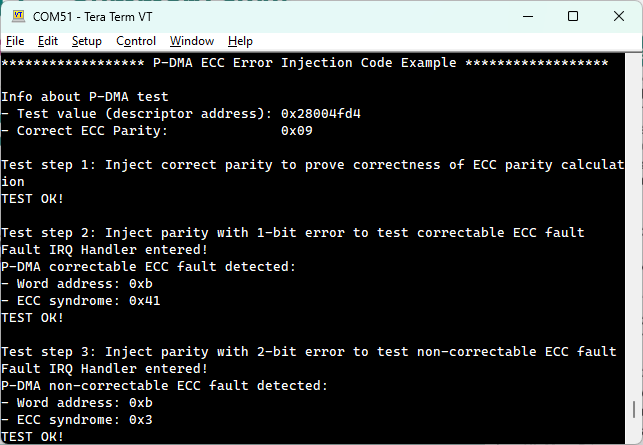 COM51 - Tera Term VT
File Edit Setup Control Window Help
****************** P-DMA ECC Error Injection Code Example ******************
Info about P-DMA test
- Test value (descriptor address): 0x28004fd4
- Correct ECC Parity: 0x09
Test step 1: Inject correct parity to prove correctness of ECC parity calculat
ion
TEST OK!
Test step 2: Inject parity with 1-bit error to test correctable ECC fault
Fault IRQ Handler entered!
P-DMA correctable ECC fault detected:
- Word address: 0xb
- ECC syndrome: 0x41
TEST OK!
Test step 3: Inject parity with 2-bit error to test non-correctable ECC fault
Fault IRQ Handler entered!
P-DMA non-correctable ECC fault detected:
- Word address: 0xb
- ECC syndrome: 0x3
TEST OK!